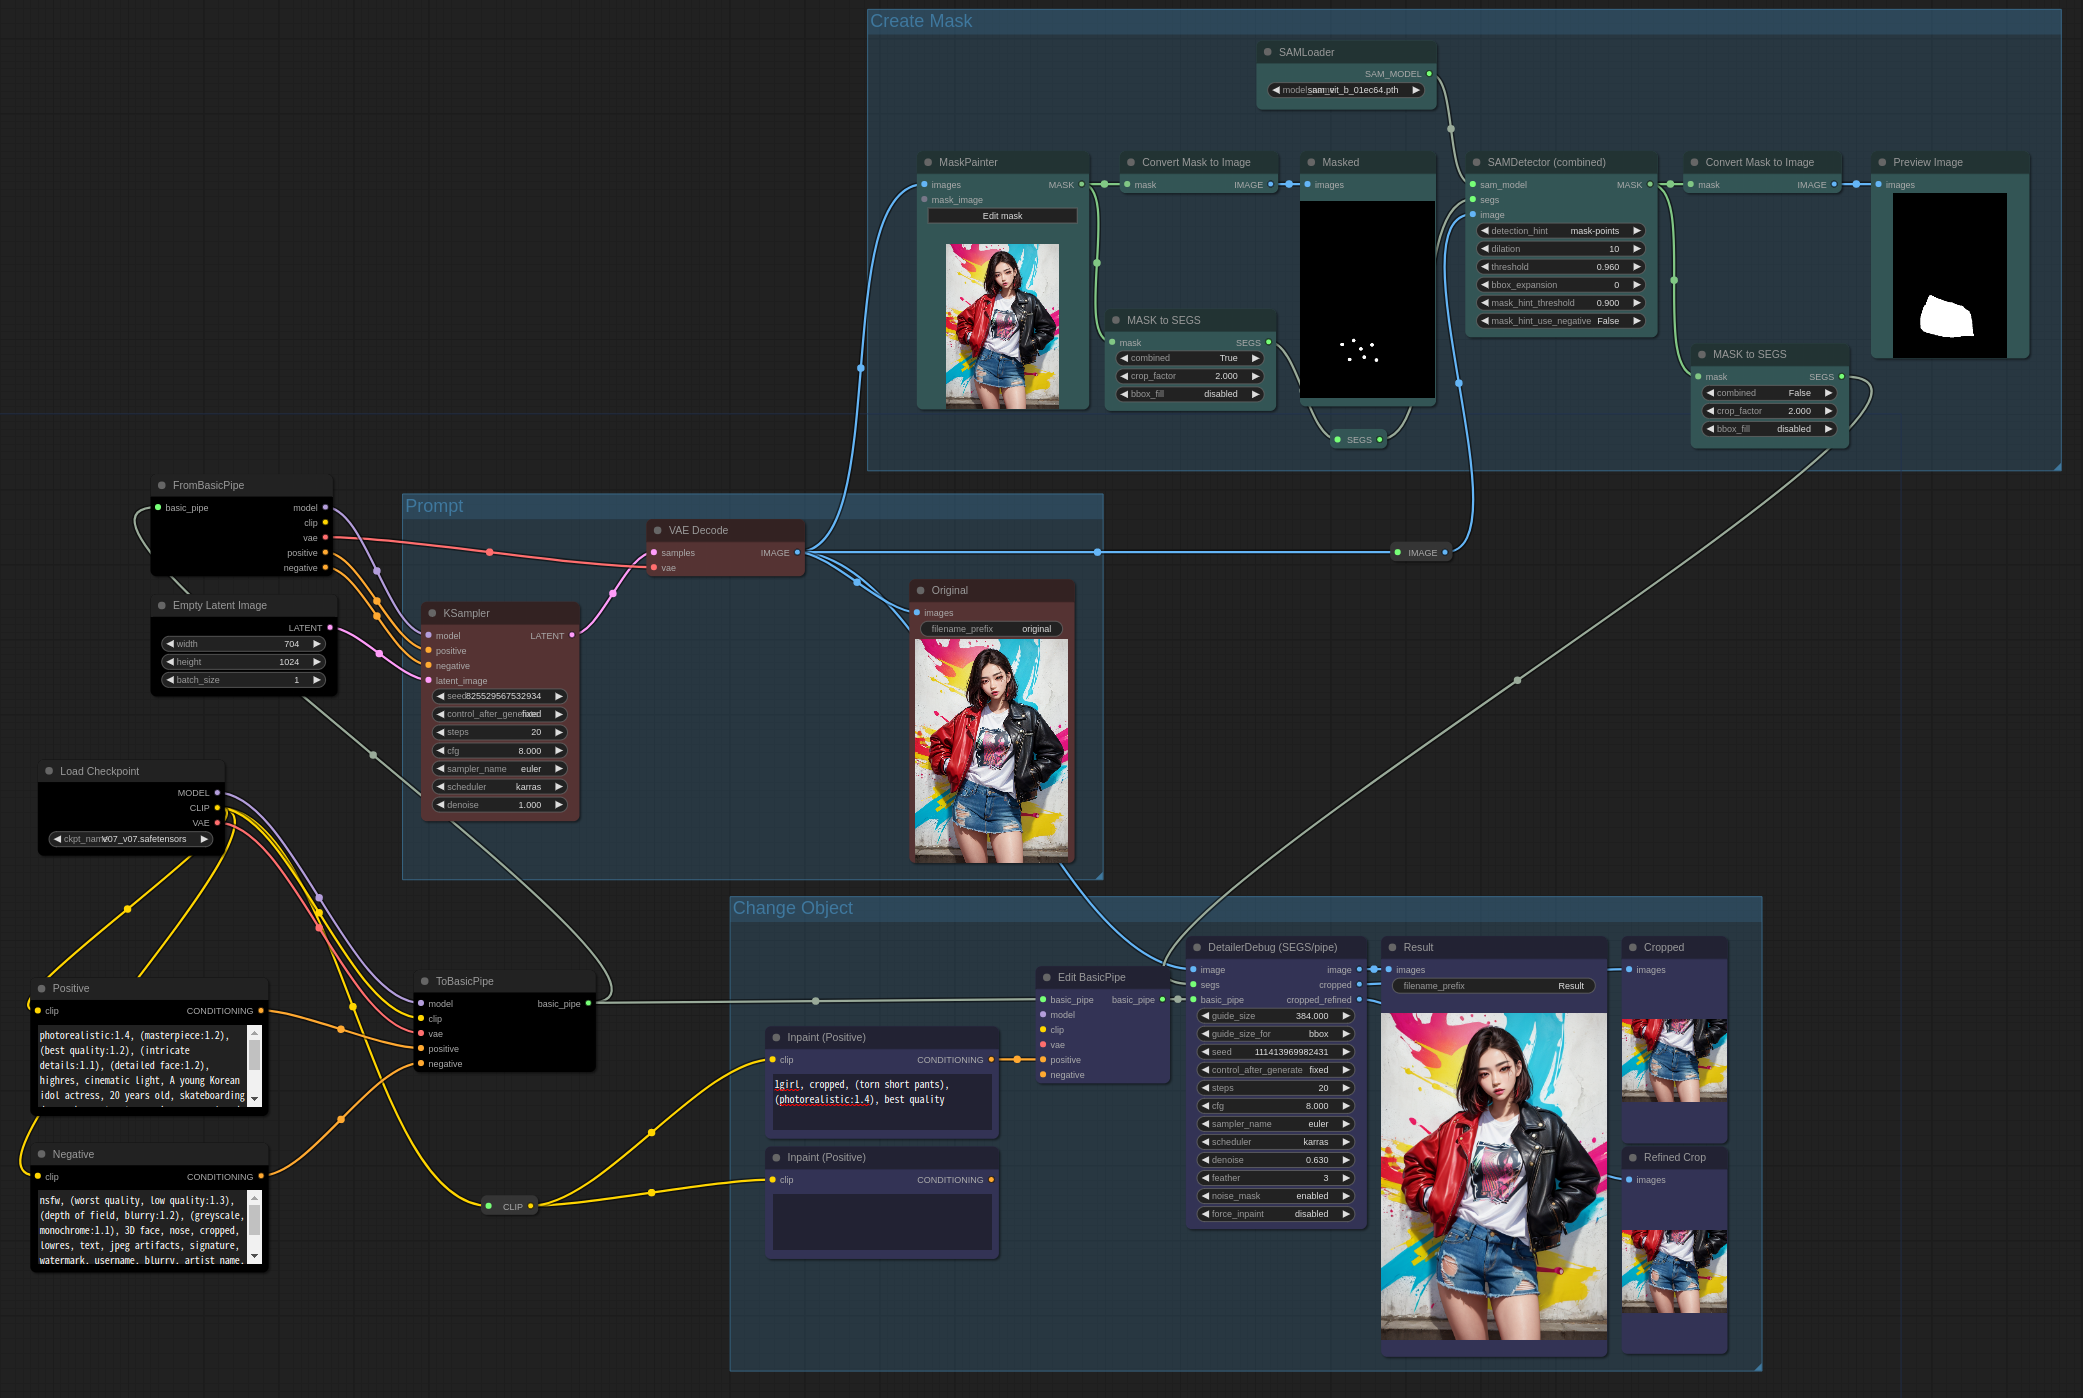 Create Mask
SAMLoader
SAM_MODEL
sam_vit_b_01ec64.pth
MaskPainter
images MASK
mask_image
Edit mask
Convert Mask to Image
mask IMAGE
Masked
images
SAMDetector (combined)
sam_model MASK
segs
image
detection_hint mask-points
dilation 10
threshold 0.960
bbox_expansion 0
mask_hint_threshold 0.900
mask_hint_use_negative False
Convert Mask to Image
mask IMAGE
Preview Image
images
MASK to SEGS
mask SEGS
combined True
crop_factor 2.000
bbox_fill disabled
SEGS
MASK to SEGS
mask SEGS
combined False
crop_factor 2.000
bbox_fill disabled
FromBasicPipe
basic_pipe model
clip
vae
positive
negative
Empty Latent Image
LATENT
width 704
height 1024
batch_size 1
Prompt
VAE Decode
samples IMAGE
vae
IMAGE
KSampler
model LATENT
positive
negative
latent_image
seed 825529567532934
control_after_generate fixed
steps 20
cfg 8.000
sampler_name euler
scheduler karras
denoise 1.000
Original
images
filename_prefix original
Load Checkpoint
MODEL
CLIP
VAE
ckpt_name V07_v07.safetensors
Positive
clip CONDITIONING
photorealistic:1.4, (masterpiece:1.2),
(best quality:1.2), (intricate
details:1.1), (detailed face:1.2),
highres, cinematic light, A young Korean
idol actress, 20 years old, skateboarding
Negative
clip CONDITIONING
nsfw, (worst quality, low quality:1.3),
(depth of field, blurry:1.2), (greyscale,
monochrome:1.1), 3D face, nose, cropped,
lowres, text, jpeg artifacts, signature,
watermark, username, blurry, artist name,
ToBasicPipe
model basic_pipe
clip
vae
positive
negative
CLIP
Change Object
Inpaint (Positive)
clip CONDITIONING
1girl, cropped, (torn short pants),
(photorealistic:1.4), best quality
Inpaint (Positive)
clip CONDITIONING
Edit BasicPipe
basic_pipe basic_pipe
model
clip
vae
positive
negative
DetailerDebug (SEGS/pipe)
image image
segs cropped
basic_pipe cropped_refined
guide_size 384.000
guide_size_for bbox
seed 111413969982431
control_after_generate fixed
steps 20
cfg 8.000
sampler_name euler
scheduler karras
denoise 0.630
feather 3
noise_mask enabled
force_inpaint disabled
Result
images
filename_prefix Result
Cropped
images
Refined Crop
images